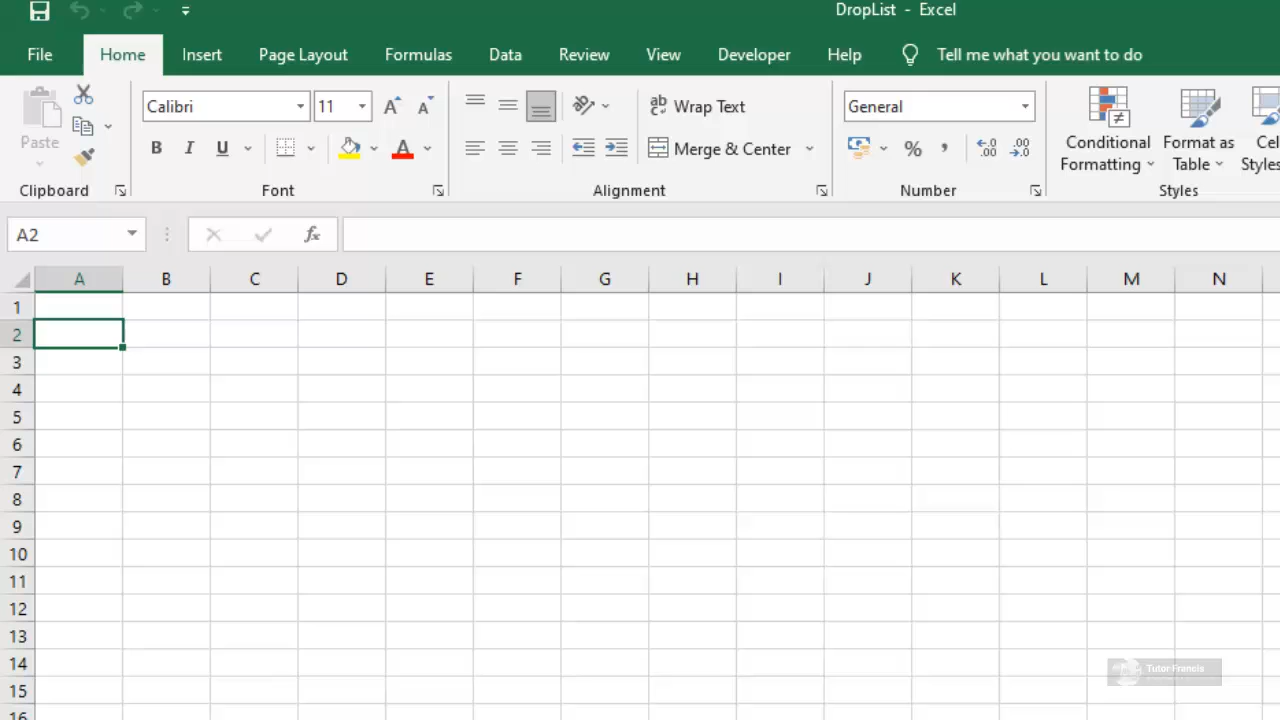 DropList - Excel
File Home Insert Page Layout Formulas Data Review View Developer Help Tell me what you want to do
Calibri 11 ab Wrap Text General
Paste B I U A Merge & Center % , .00 Conditional Formatting Format as Table
Clipboard Font Alignment Number Styles
A2 fx
A B C D E F G H I J K L M N
1
2
3
4
5
6
7
8
9
10
11
12
13
14
Tutor Francis
15
16